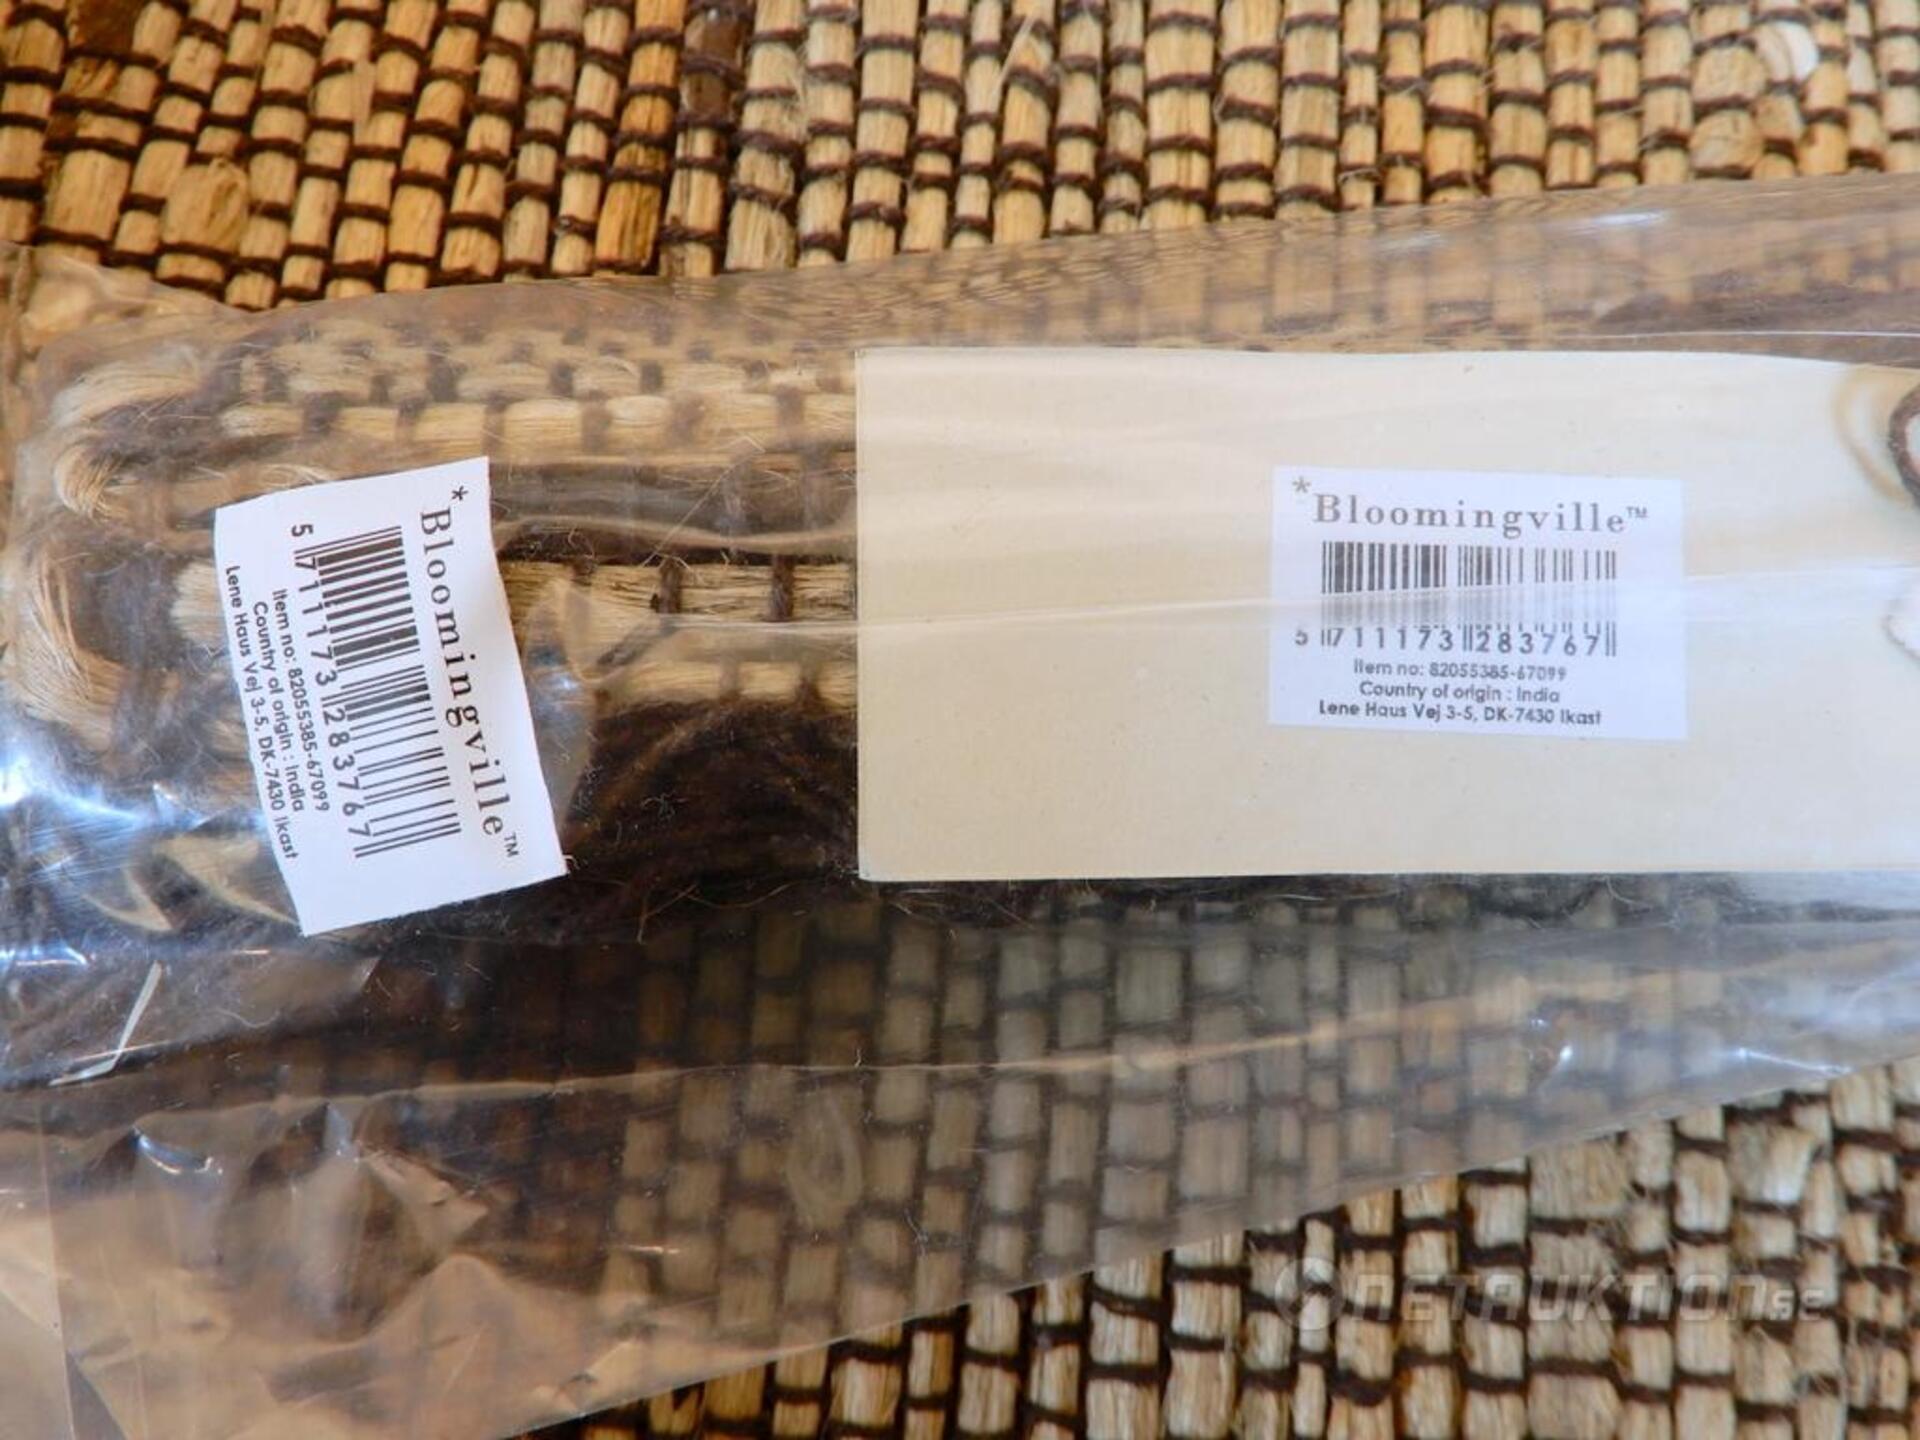 *Bloomingville™
5 711173 283767
Item no: 82055385-67099
Country of origin : India
Lene Haus Vej 3-5, DK-7430 Ikast
*Bloomingville™
5 711173 283767
Item no: 82055385-67099
Country of origin : India
Lene Haus Vej 3-5, DK-7430 Ikast
NETAUKTION.SE